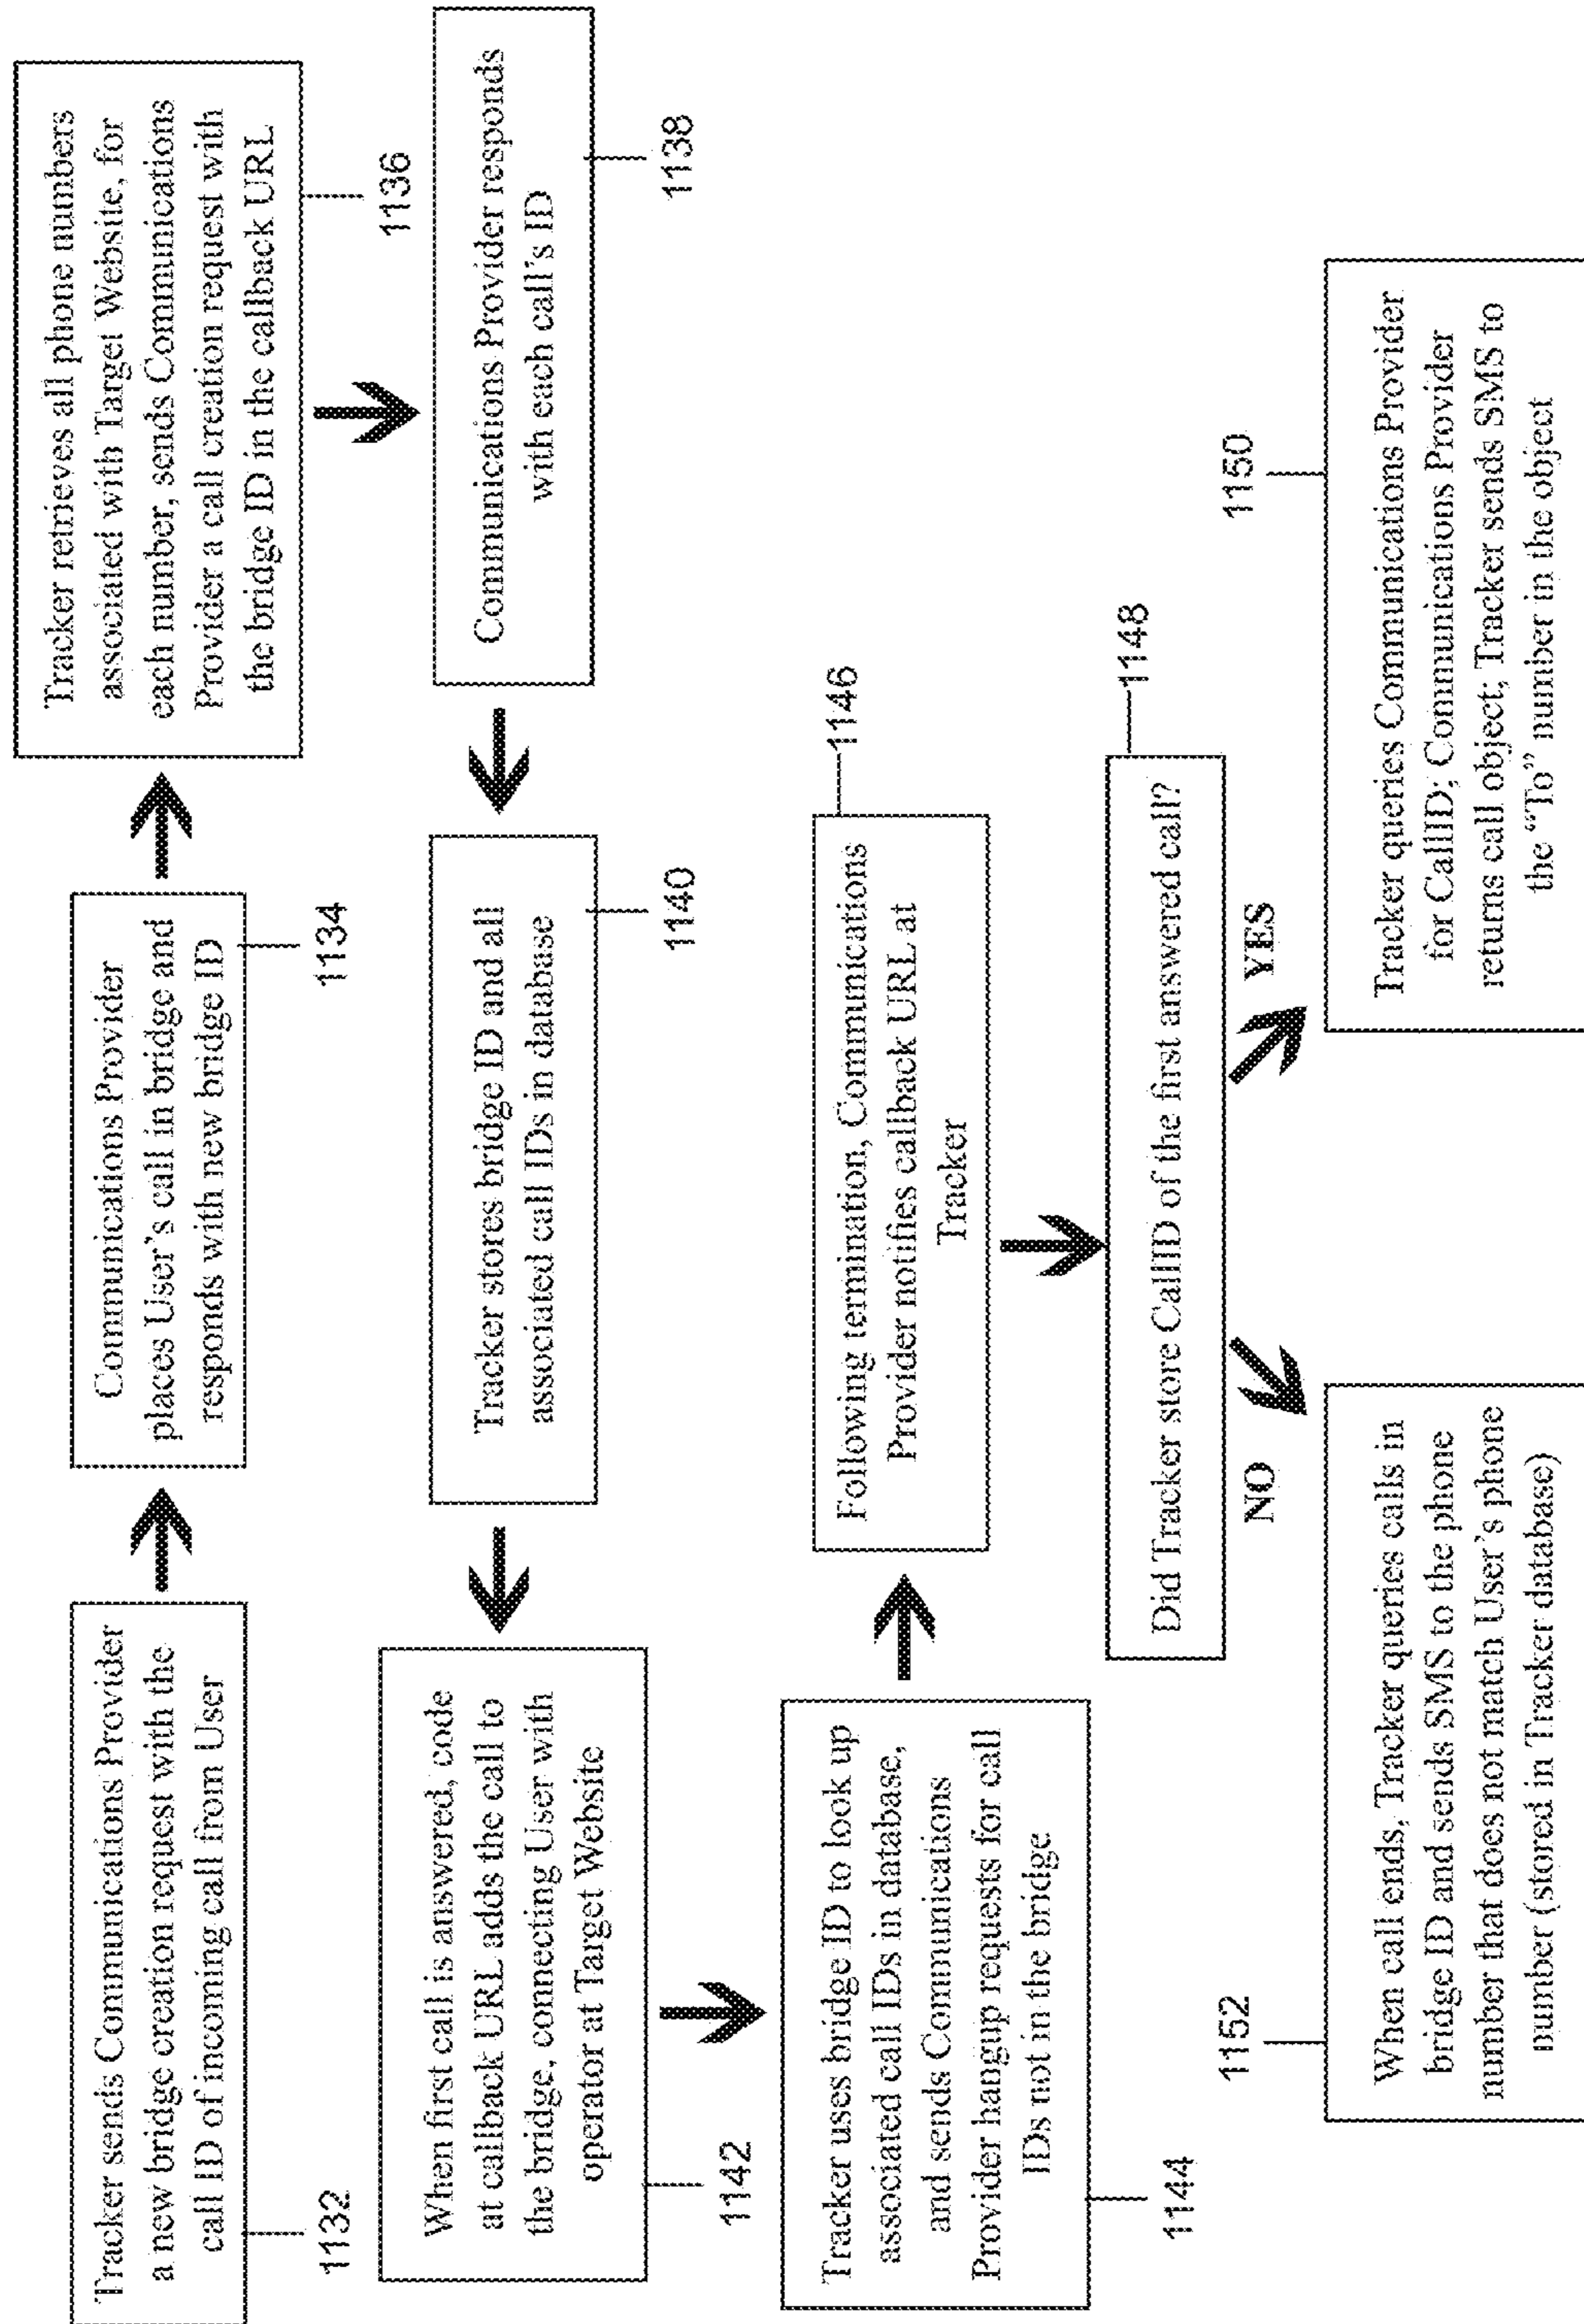 Tracker sends Communications Provider
a new bridge creation request with the
call ID of incoming call from User
1132
Communications Provider
places User's call in bridge and
responds with new bridge ID
1134
Tracker retrieves all phone numbers
associated with Target Website, for
each number, sends Communications
Provider a call creation request with
the bridge ID in the callback URL
1136
Communications Provider responds
with each call's ID
1138
Tracker stores bridge ID and all
associated call IDs in database
1140
When first call is answered, code
at callback URL adds the call to
the bridge, connecting User with
operator at Target Website
1142
Tracker uses bridge ID to look up
associated call IDs in database,
and sends Communications
Provider hangup requests for call
IDs not in the bridge
1144
Following termination, Communications
Provider notifies callback URL at
Tracker
1146
Did Tracker store CallID of the first answered call?
1148
NO
YES
1152
When call ends, Tracker queries calls in
bridge ID and sends SMS to the phone
number that does not match User's phone
number (stored in Tracker database)
1150
Tracker queries Communications Provider
for CallID; Communications Provider
returns call object; Tracker sends SMS to
the “To” number in the object